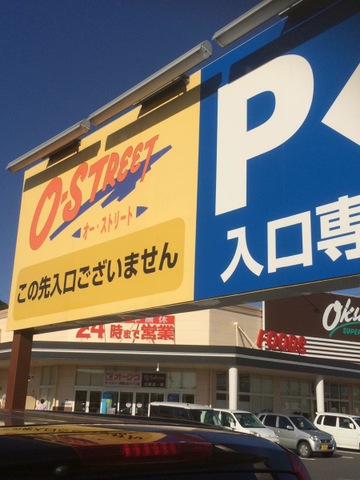 O-STREET
オー・ストリート
この先入口ございません
P
入口専
24時まで営業
FOODS
Oku
SUPER